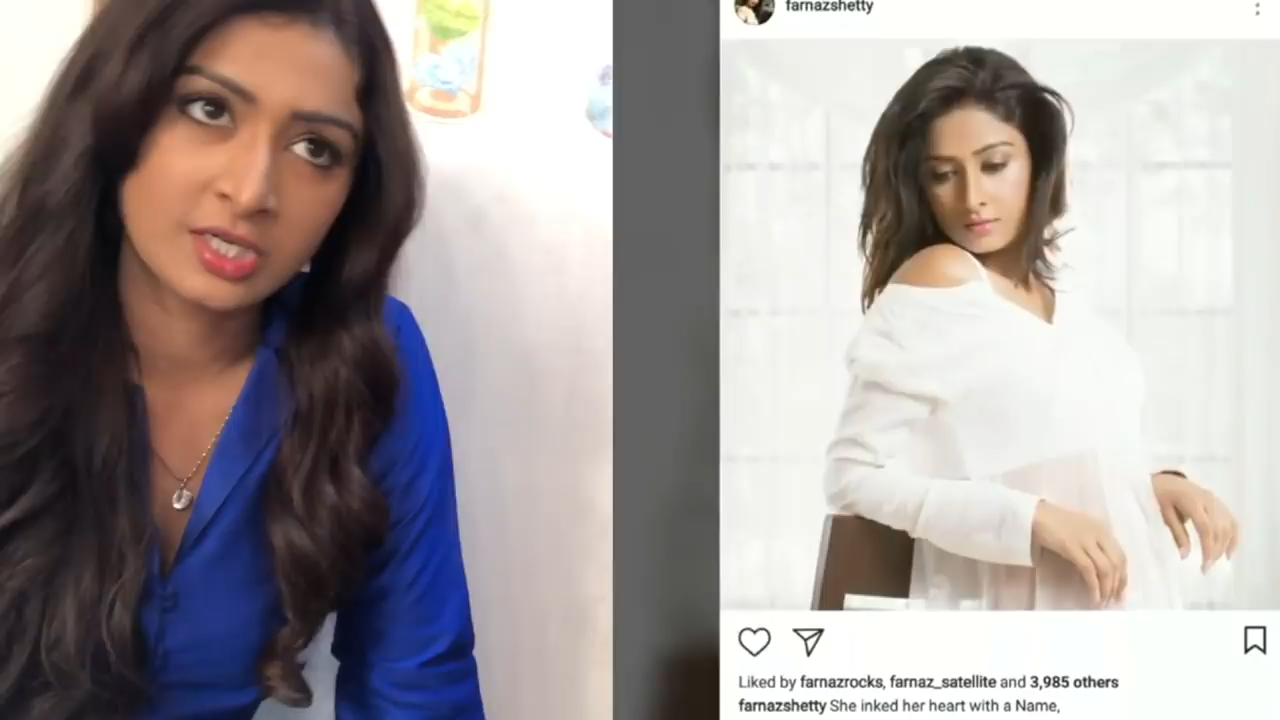 farnazshetty
Liked by farnazrocks, farnaz_satellite and 3,985 others
farnazshetty She inked her heart with a Name,